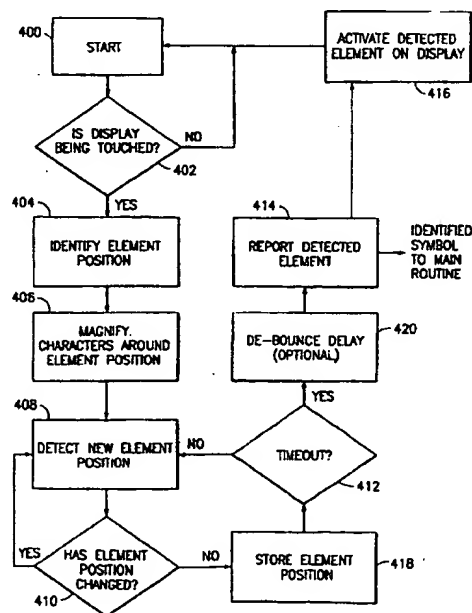 400
START
IS DISPLAY
BEING TOUCHED?
NO
402
YES
404
IDENTIFY ELEMENT
POSITION
406
MAGNIFY.
CHARACTERS AROUND
ELEMENT POSITION
408
DETECT NEW ELEMENT
POSITION
YES
HAS ELEMENT
POSITION
CHANGED?
410
NO
STORE ELEMENT
POSITION
418
TIMEOUT?
412
NO
YES
DE-BOUNCE DELAY
(OPTIONAL)
420
414
REPORT DETECTED
ELEMENT
IDENTIFIED
SYMBOL
TO MAIN
ROUTINE
ACTIVATE DETECTED
ELEMENT ON DISPLAY
416